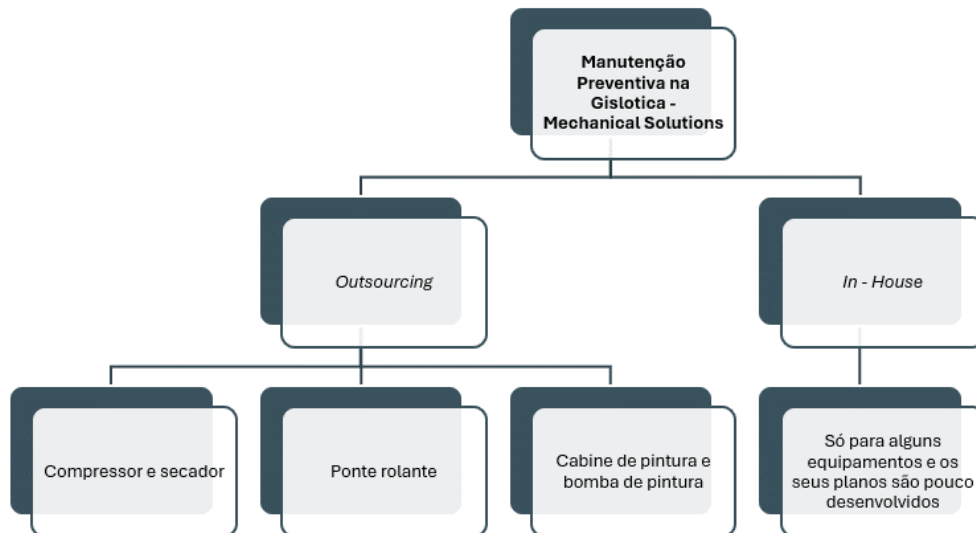 Manutenção
Preventiva na
Gislotica -
Mechanical Solutions
Outsourcing
In - House
Compressor e secador
Ponte rolante
Cabine de pintura e
bomba de pintura
Só para alguns
equipamentos e os
seus planos são pouco
desenvolvidos